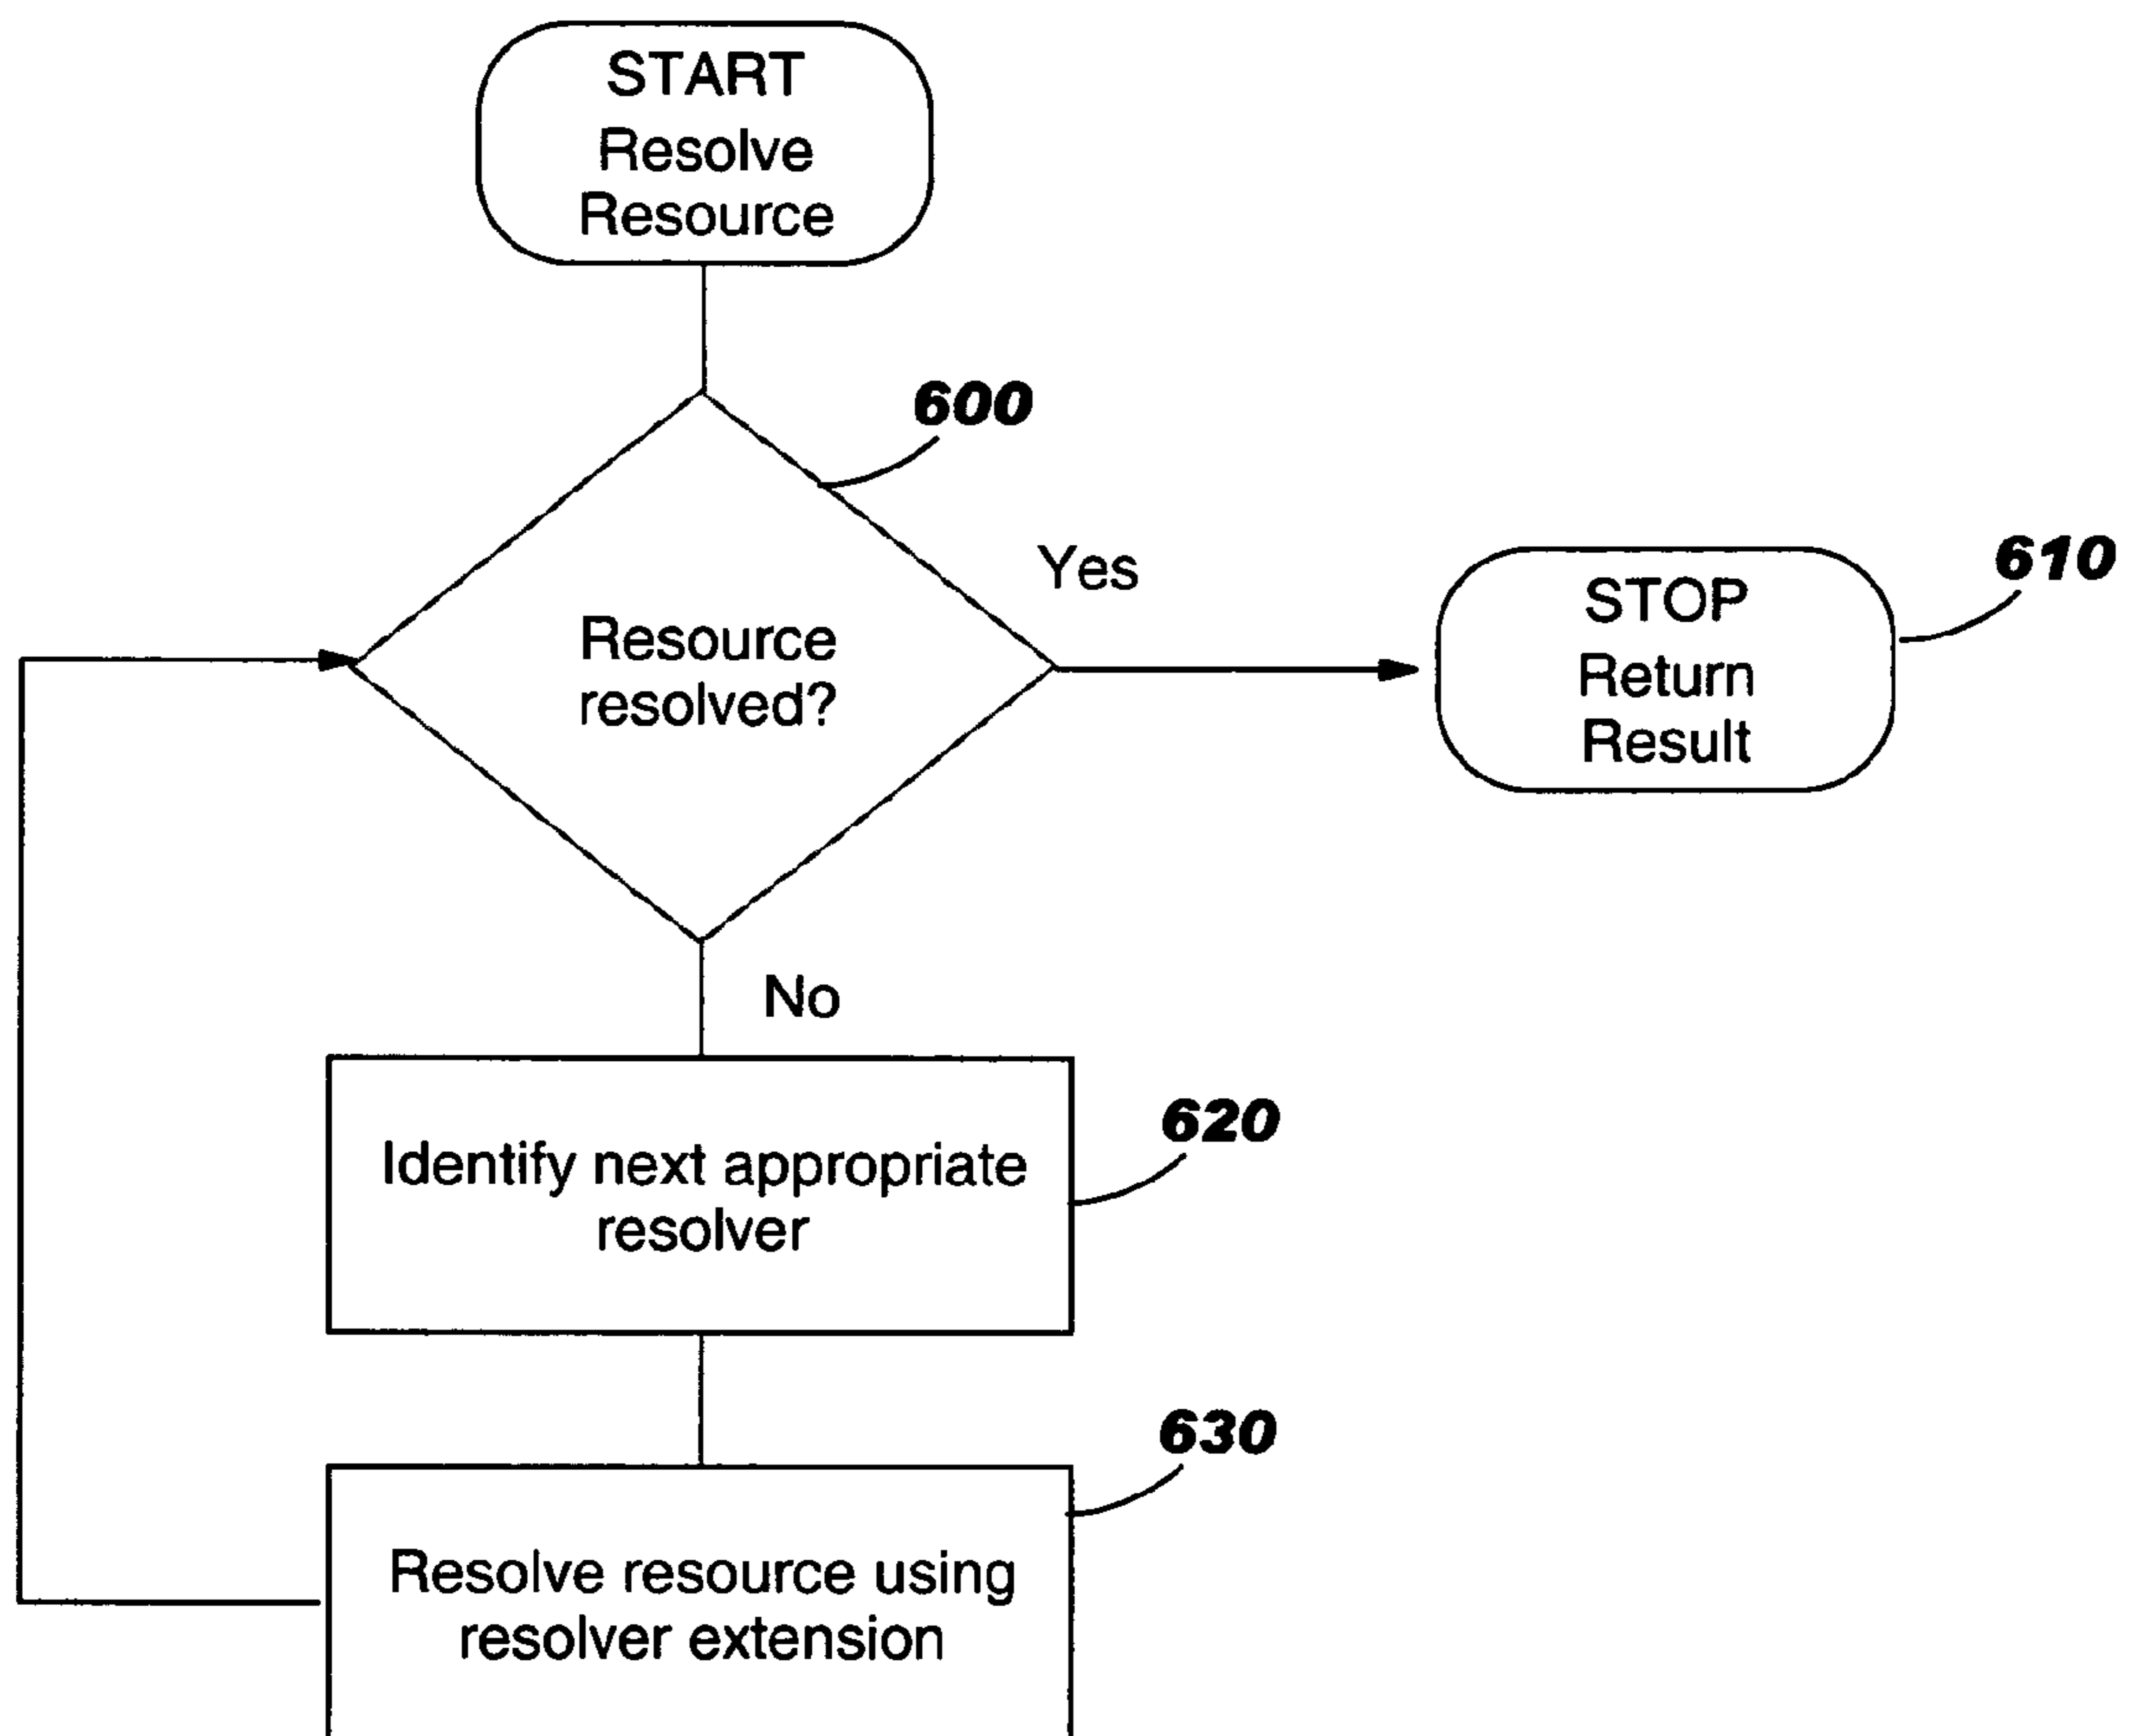 START
Resolve
Resource
600
Yes
610
STOP
Return
Result
Resource
resolved?
No
620
Identify next appropriate
resolver
630
Resolve resource using
resolver extension